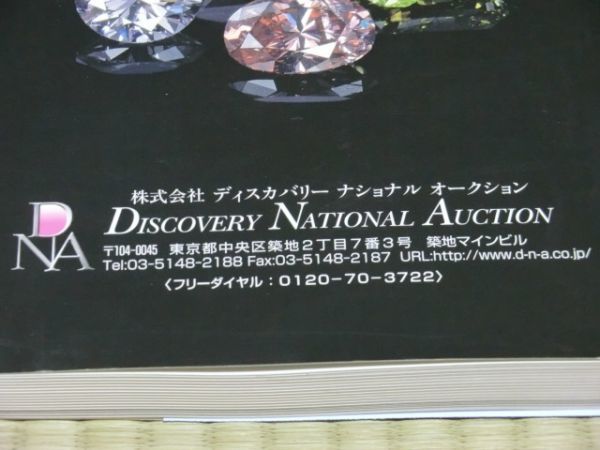 DNA
株式会社 ディスカバリー ナショナル オークション
DISCOVERY NATIONAL AUCTION
〒104-0045 東京都中央区築地2丁目7番3号 築地マインビル
Tel:03-5148-2188 Fax:03-5148-2187 URL:http://www.d-n-a.co.jp/
〈フリーダイヤル：0120-70-3722〉